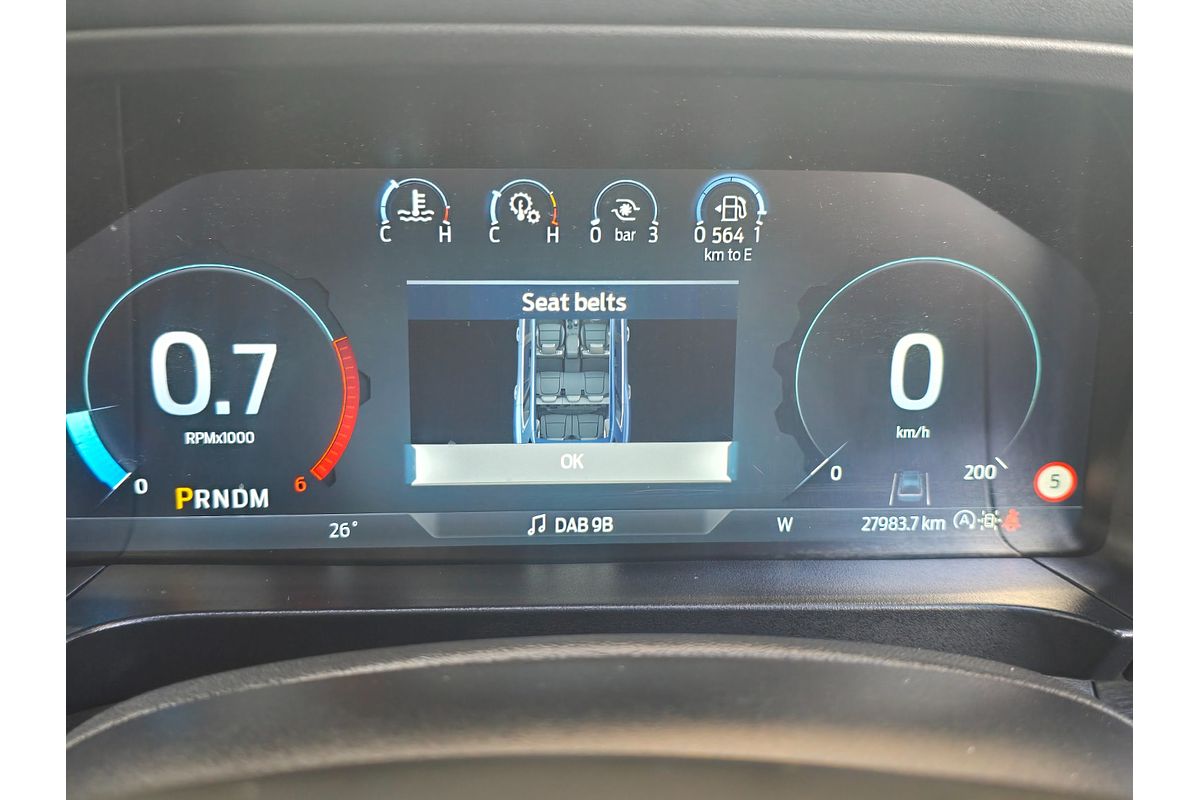 C H
C H
0 bar 3
0 564 1
km to E
Seat belts
0.7
RPMx1000
0
km/h
OK
0 6
0 200
5
PRNDM
26°
DAB 9B
W
27983.7 km
A